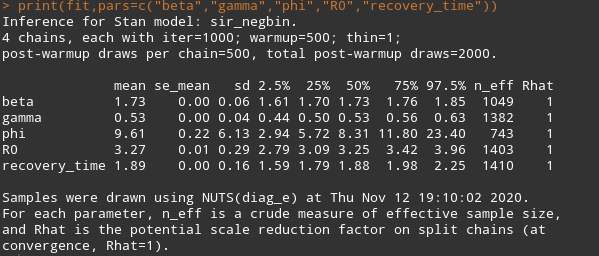 > print(fit,pars=c("beta","gamma","phi","R0","recovery_time"))
Inference for Stan model: sir_negbin.
4 chains, each with iter=1000; warmup=500; thin=1;
post-warmup draws per chain=500, total post-warmup draws=2000.

              mean se_mean   sd 2.5%  25%  50%   75% 97.5% n_eff Rhat
beta          1.73    0.00 0.06 1.61 1.70 1.73  1.76  1.85  1049    1
gamma         0.53    0.00 0.04 0.44 0.50 0.53  0.56  0.63  1382    1
phi           9.61    0.22 6.13 2.94 5.72 8.31 11.80 23.40   743    1
R0            3.27    0.01 0.29 2.79 3.09 3.25  3.42  3.96  1403    1
recovery_time 1.89    0.00 0.16 1.59 1.79 1.88  1.98  2.25  1410    1

Samples were drawn using NUTS(diag_e) at Thu Nov 12 19:10:02 2020.
For each parameter, n_eff is a crude measure of effective sample size,
and Rhat is the potential scale reduction factor on split chains (at
convergence, Rhat=1).